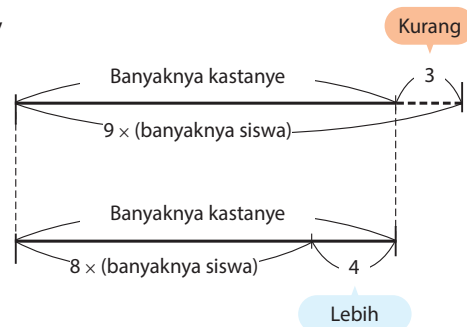 Kurang
Banyaknya kastanye
3
9 × (banyaknya siswa)
Banyaknya kastanye
8 × (banyaknya siswa)
4
Lebih